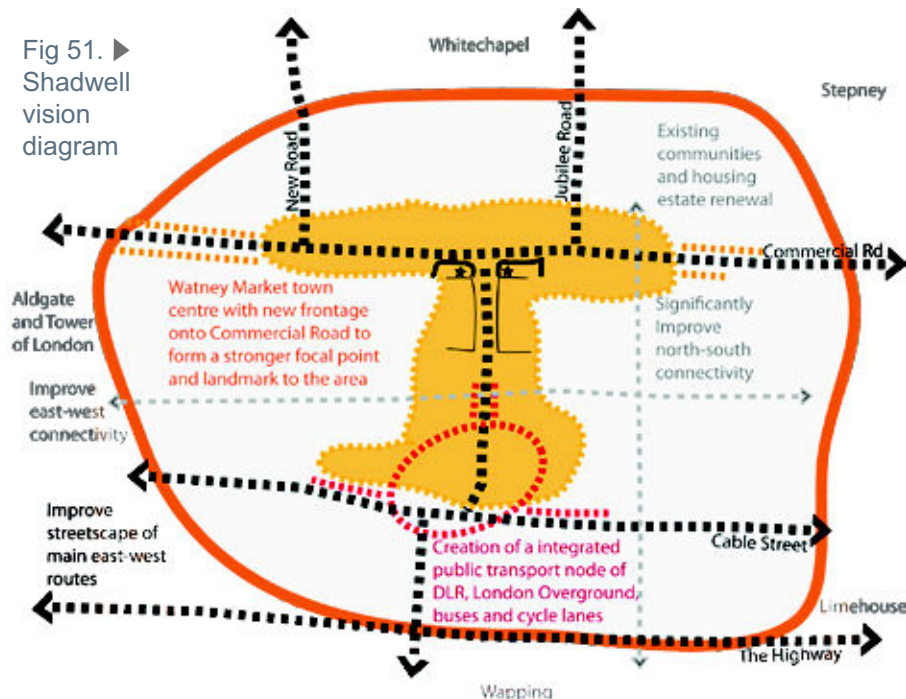 Fig 51. ▶
Shadwell
vision
diagram
Whitechapel
Stepney
New Road
Jubilee Road
Existing
communities
and housing
estate renewal
Commercial Rd
Watney Market town
centre with new frontage
onto Commercial Road to
form a stronger focal point
and landmark to the area
Aldgate
and Tower
of London
Significantly
Improve
north-south
connectivity
Improve
east-west
connectivity
Improve
streetscape of
main east-west
routes
Cable Street
Creation of a integrated
public transport node of
DLR, London Overground,
buses and cycle lanes
Limehouse
The Highway
Wapping